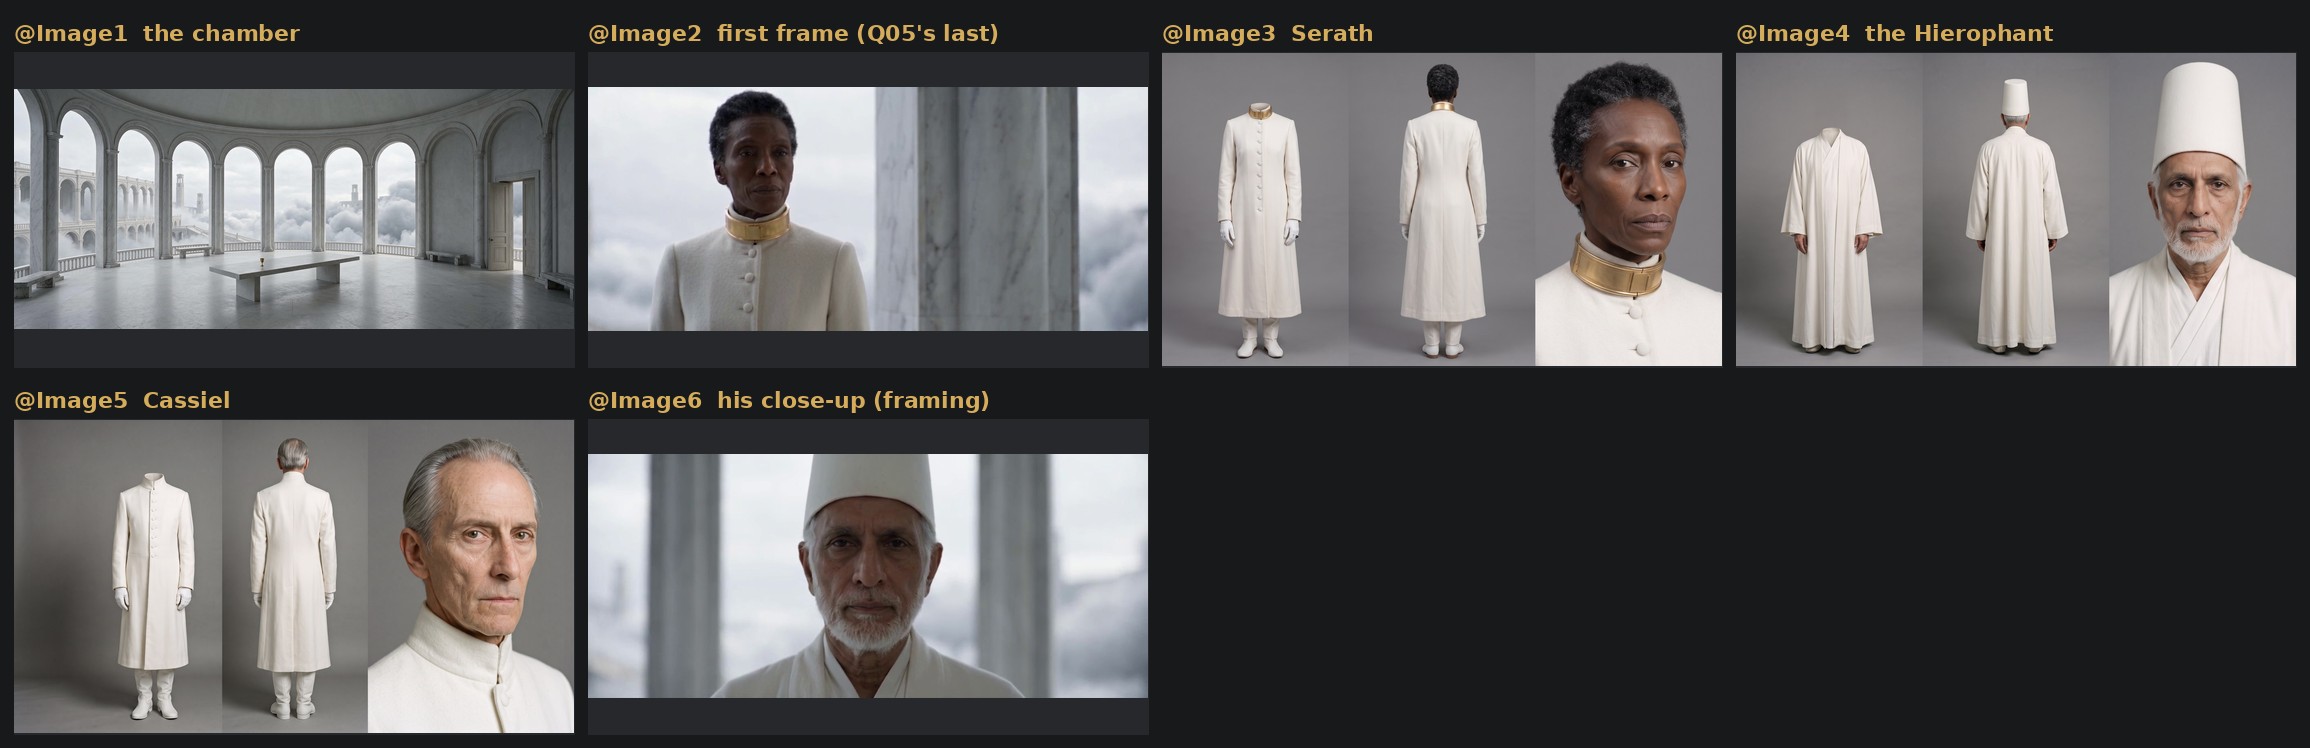 @Image1 the chamber
@Image2 first frame (Q05's last)
@Image3 Serath
@Image4 the Hierophant
@Image5 Cassiel
@Image6 his close-up (framing)